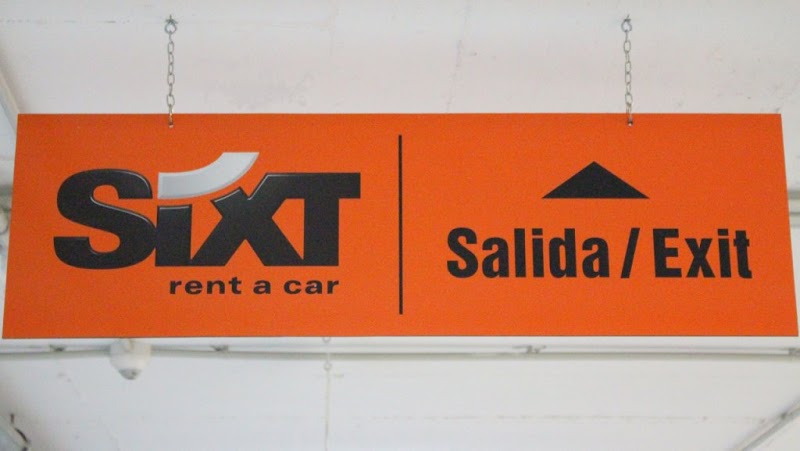 Sixt
rent a car
Salida / Exit